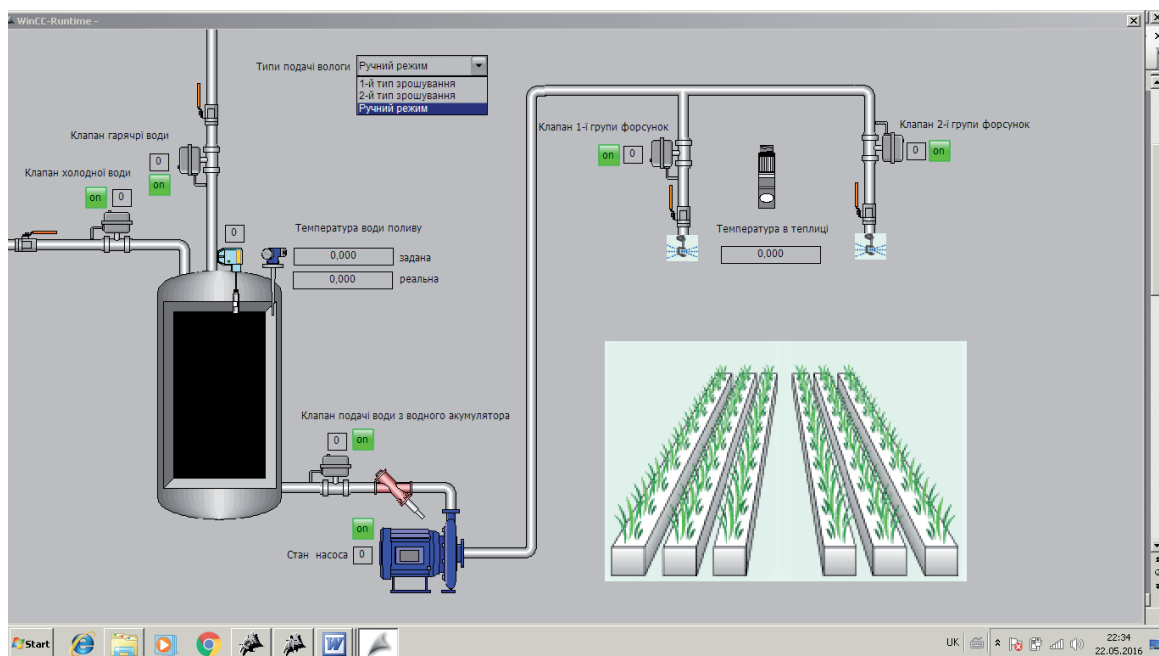 WinCC-Runtime -
Типи подачі вологи
Ручний режим
1-й тип зрошування
2-й тип зрошування
Ручний режим
Клапан гарячрі води
0
on
Клапан холодної води
on
0
Клапан 1-ї групи форсунок
on
0
Клапан 2-ї групи форсунок
0
on
0
Температура води поливу
0,000
задана
0,000
реальна
Температура в теплиці
0,000
Клапан подачі води з водного акумулятора
0
on
on
Стан насоса
0
Start
UK
22:34
22.05.2016